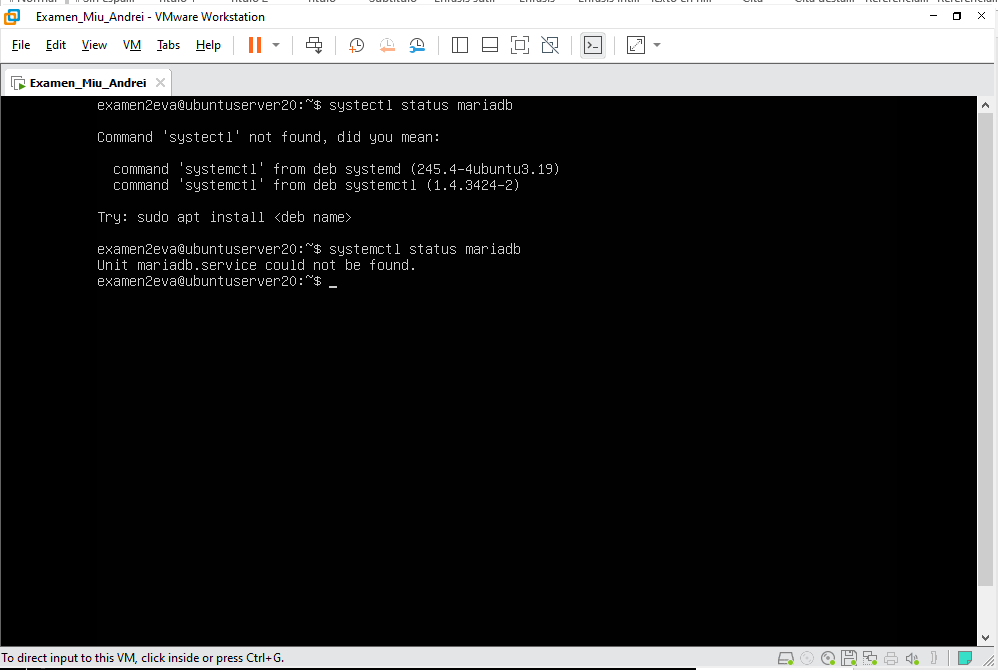 Examen_Miu_Andrei - VMware Workstation
File Edit View VM Tabs Help
Examen_Miu_Andrei
examen2eva@ubuntuserver20:~$ systectl status mariadb
Command 'systectl' not found, did you mean:
command 'systemctl' from deb systemd (245.4-4ubuntu3.19)
command 'systemctl' from deb systemctl (1.4.3424-2)
Try: sudo apt install <deb name>
examen2eva@ubuntuserver20:~$ systemctl status mariadb
Unit mariadb.service could not be found.
examen2eva@ubuntuserver20:~$ _
To direct input to this VM, click inside or press Ctrl+G.